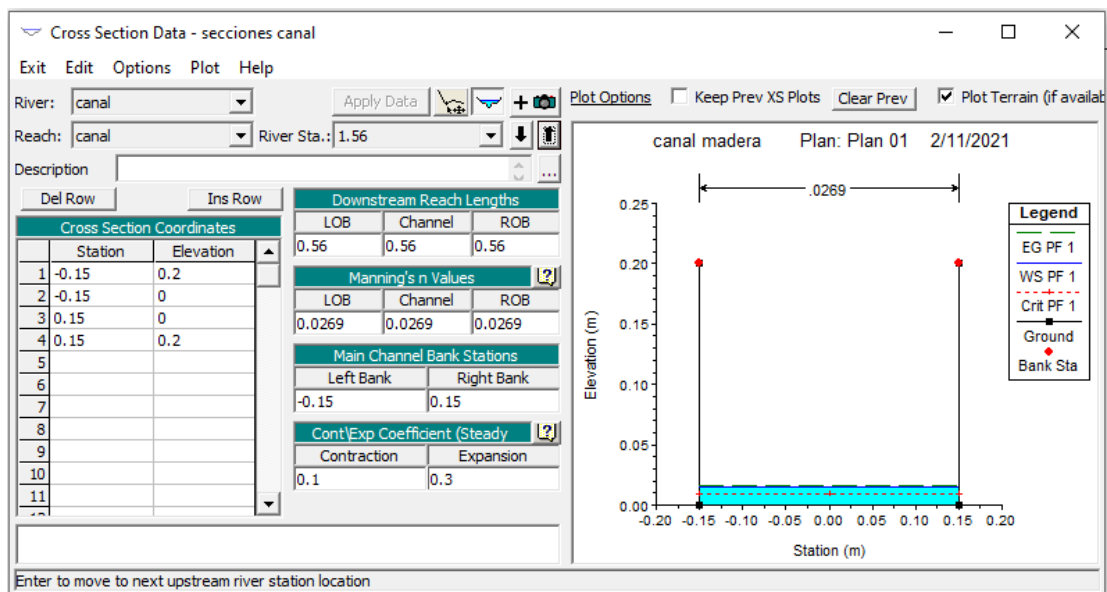 Cross Section Data - secciones canal
Exit Edit Options Plot Help
River: canal Apply Data
Reach: canal River Sta.: 1.56
Description ...
Del Row Ins Row
Cross Section Coordinates
Station Elevation
1 -0.15 0.2
2 -0.15 0
3 0.15 0
4 0.15 0.2
5
6
7
8
9
10
11
Downstream Reach Lengths
LOB Channel ROB
0.56 0.56 0.56
Manning's n Values
LOB Channel ROB
0.0269 0.0269 0.0269
Main Channel Bank Stations
Left Bank Right Bank
-0.15 0.15
Cont\Exp Coefficient (Steady
Contraction Expansion
0.1 0.3
Plot Options Keep Prev XS Plots Clear Prev Plot Terrain (if availab
canal madera Plan: Plan 01 2/11/2021
.0269
0.25
0.20
0.15
0.10
0.05
0.00
Elevation (m)
-0.20 -0.15 -0.10 -0.05 0.00 0.05 0.10 0.15 0.20
Station (m)
Legend
EG PF 1
WS PF 1
Crit PF 1
Ground
Bank Sta
Enter to move to next upstream river station location